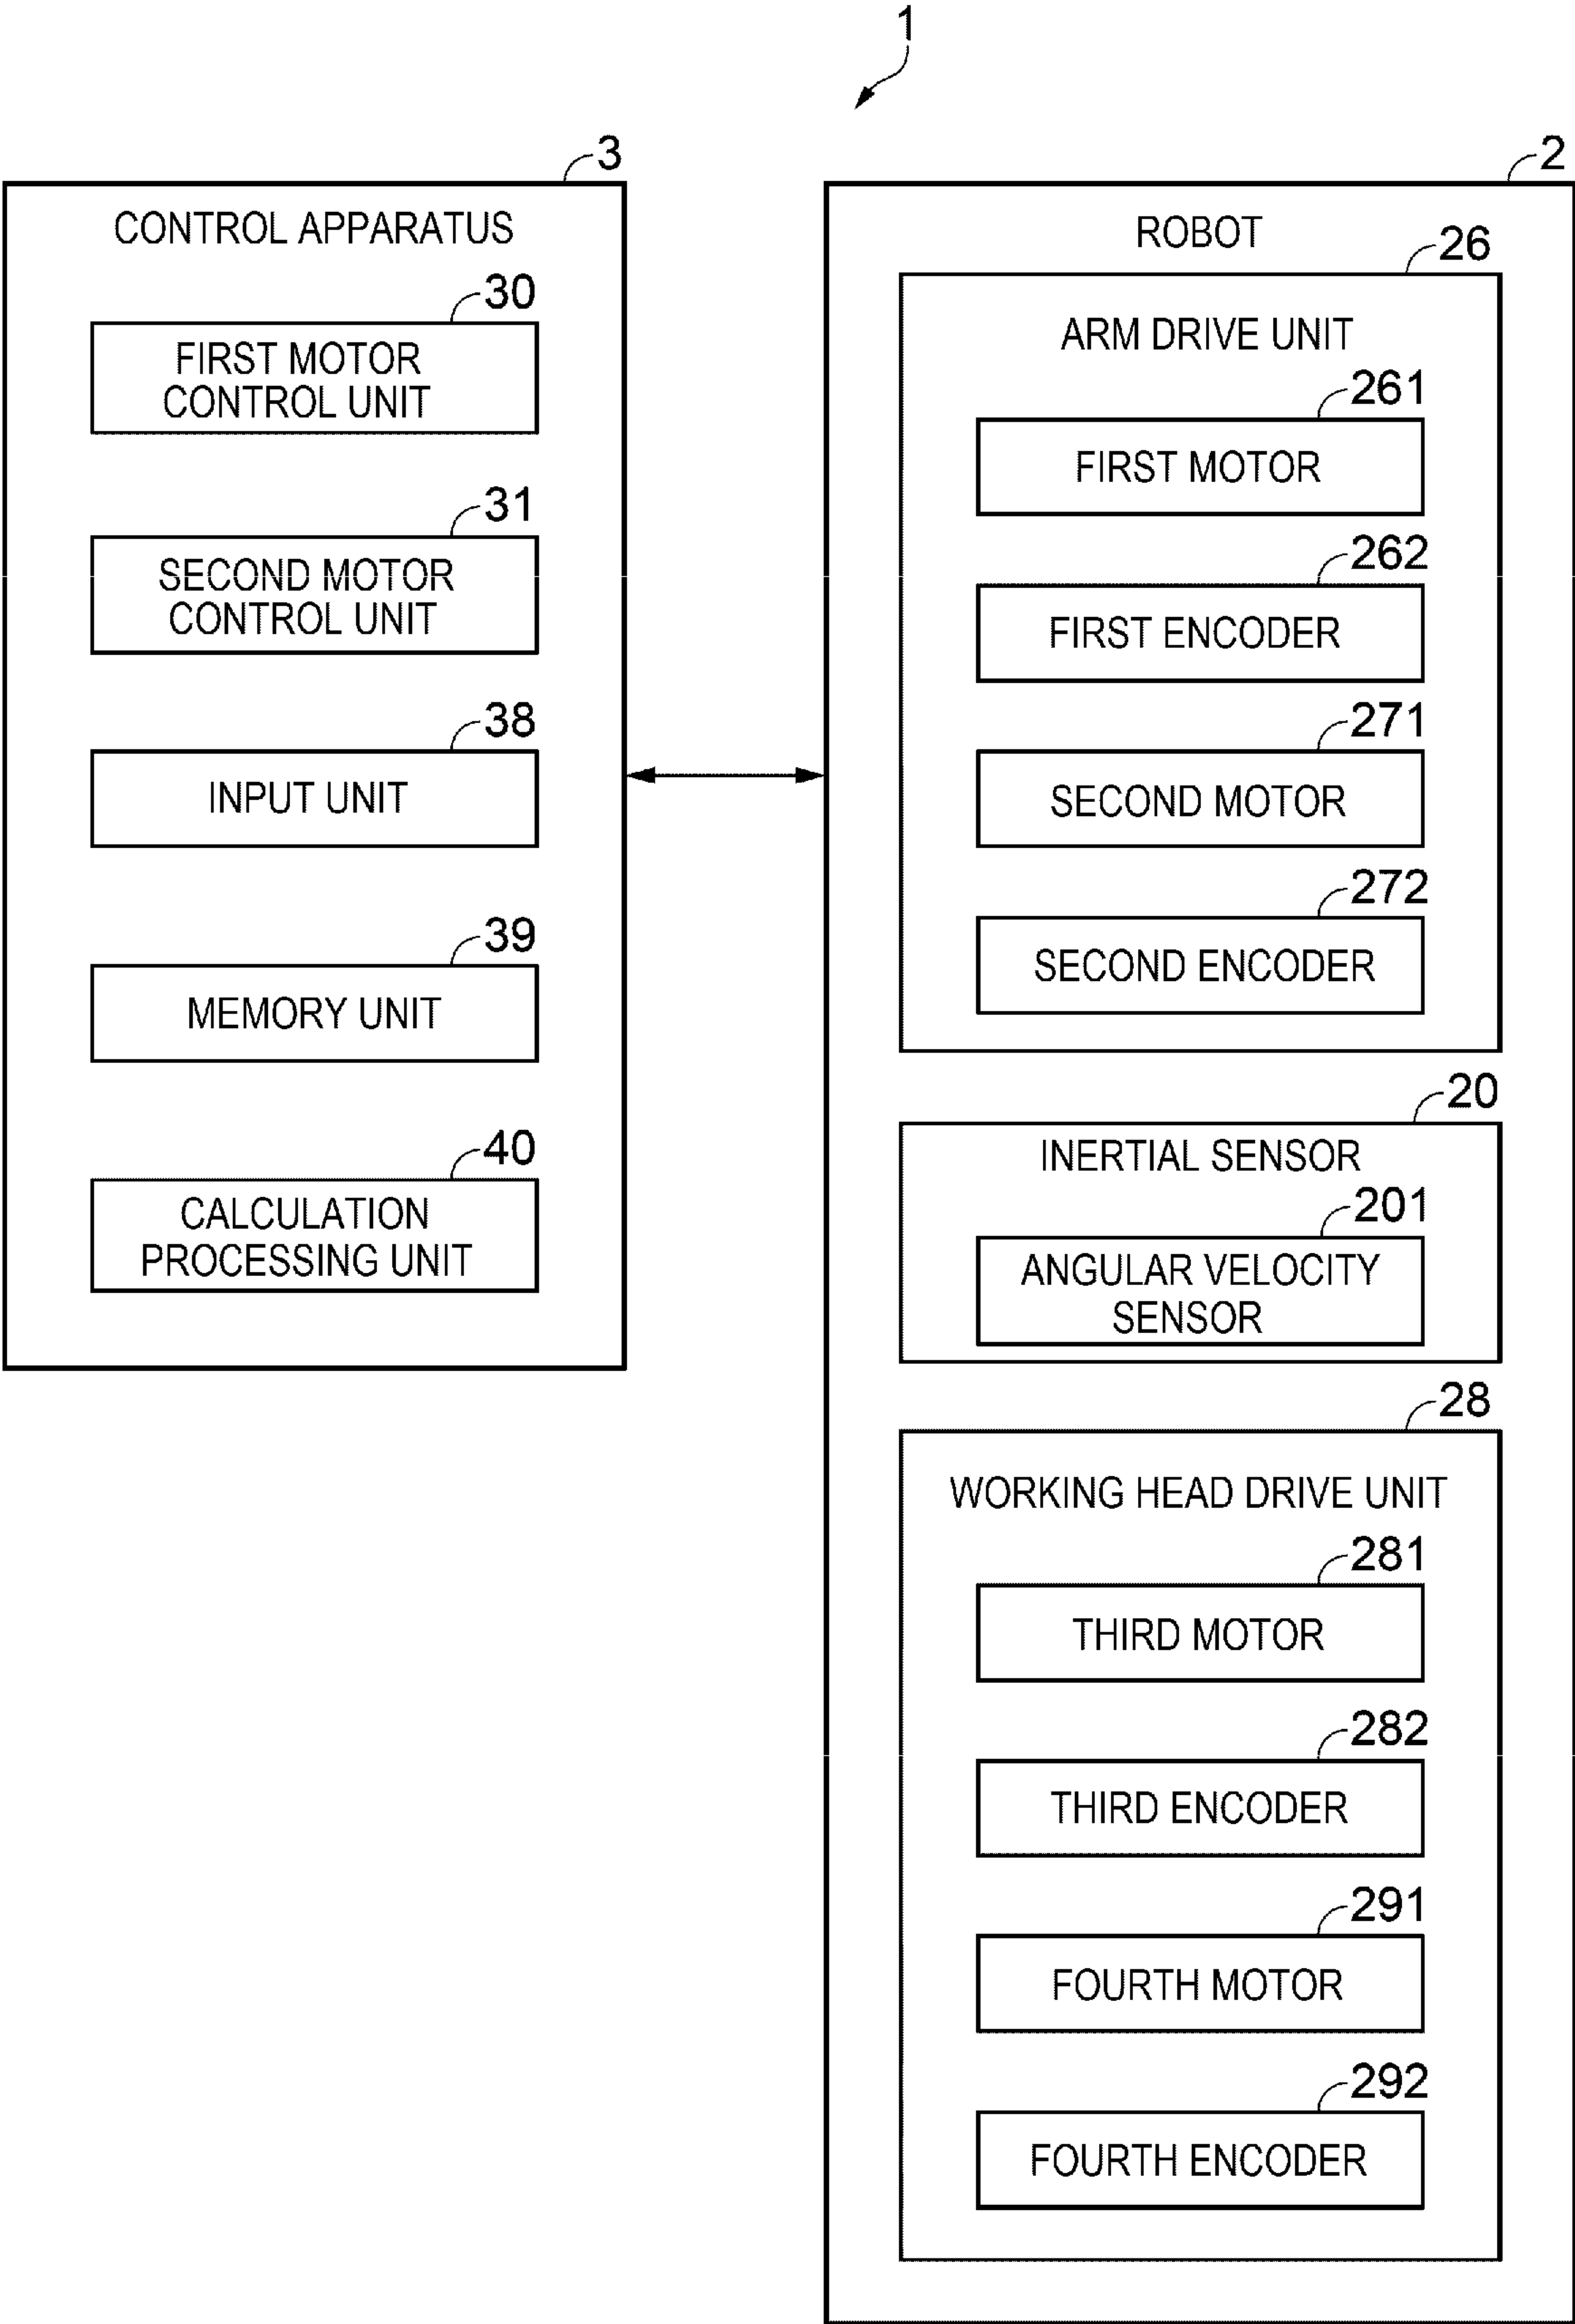 1
3
CONTROL APPARATUS
30
FIRST MOTOR
CONTROL UNIT
31
SECOND MOTOR
CONTROL UNIT
38
INPUT UNIT
39
MEMORY UNIT
40
CALCULATION
PROCESSING UNIT
2
ROBOT
26
ARM DRIVE UNIT
261
FIRST MOTOR
262
FIRST ENCODER
271
SECOND MOTOR
272
SECOND ENCODER
20
INERTIAL SENSOR
201
ANGULAR VELOCITY
SENSOR
28
WORKING HEAD DRIVE UNIT
281
THIRD MOTOR
282
THIRD ENCODER
291
FOURTH MOTOR
292
FOURTH ENCODER